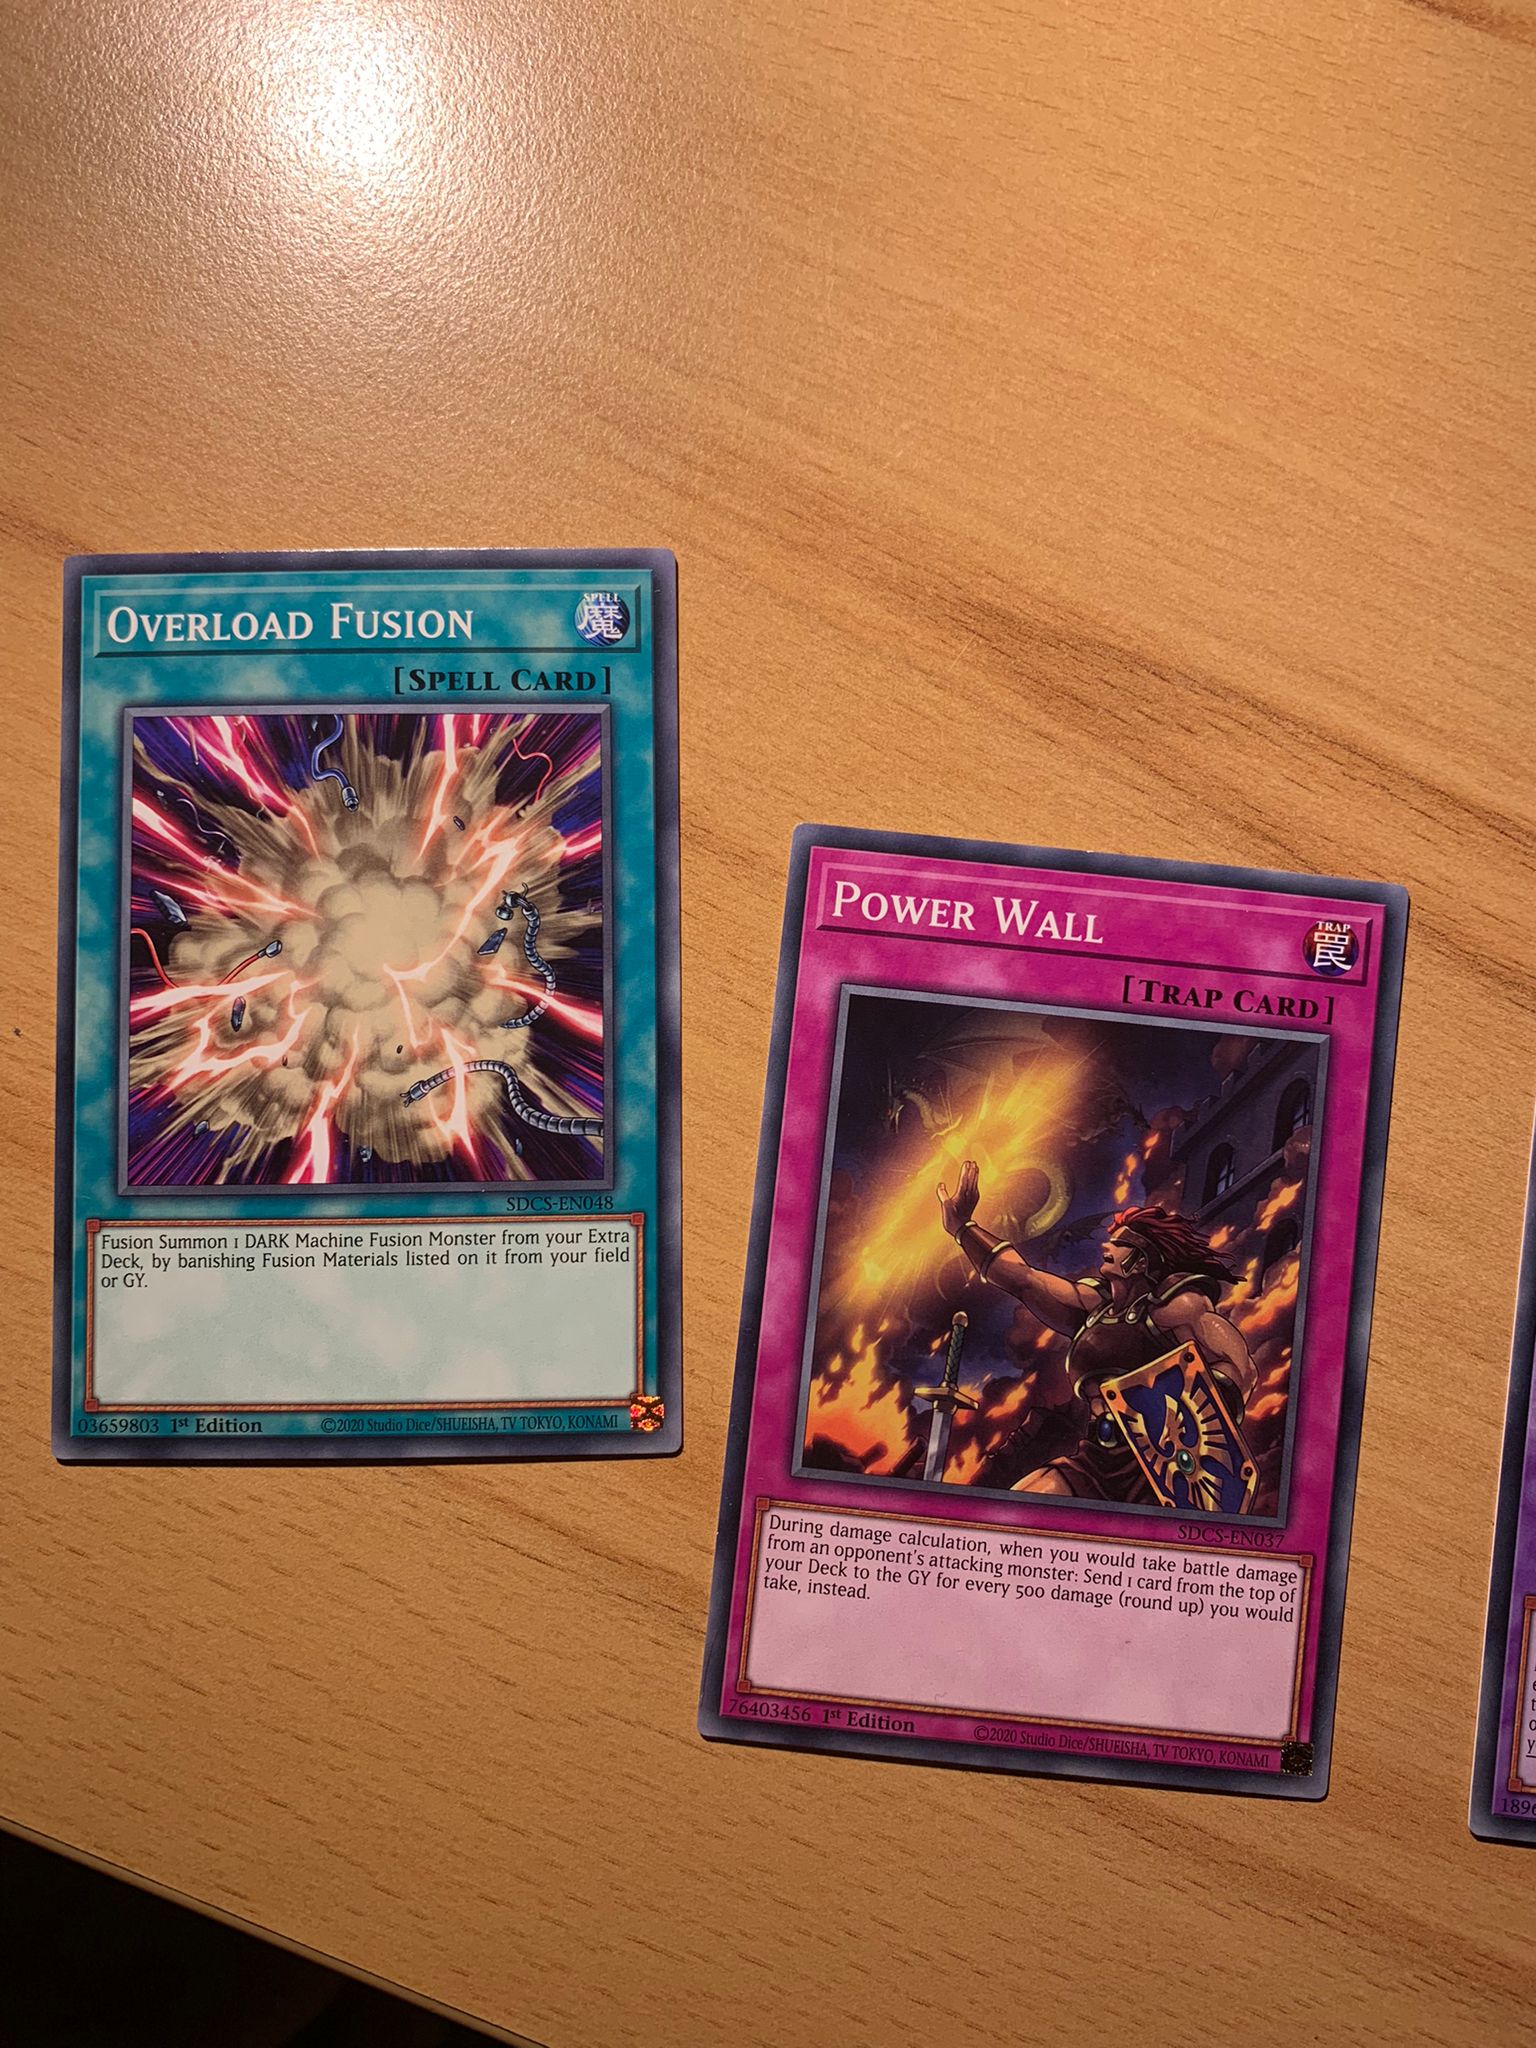 OVERLOAD FUSION
SPELL
魔
[SPELL CARD]
SDCS-EN048
Fusion Summon 1 DARK Machine Fusion Monster from your Extra
Deck, by banishing Fusion Materials listed on it from your field
or GY.
03659803 1st Edition ©2020 Studio Dice/SHUEISHA, TV TOKYO, KONAMI
POWER WALL
TRAP
罠
[TRAP CARD]
SDCS-EN037
During damage calculation, when you would take battle damage
from an opponent's attacking monster: Send 1 card from the top of
your Deck to the GY for every 500 damage (round up) you would
take, instead.
76403456 1st Edition ©2020 Studio Dice/SHUEISHA, TV TOKYO, KONAMI